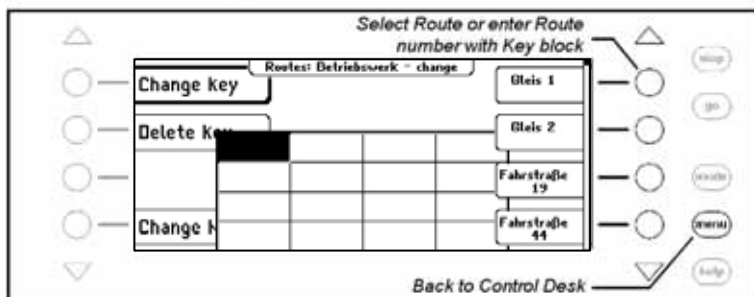 Select Route or enter Route
number with Key block
stop
Routes: Betriebswerk - change
Change key
Gleis 1
go
Delete key
Gleis 2
Fahrstraße
19
mode
Change k
Fahrstraße
44
menu
Back to Control Desk
help